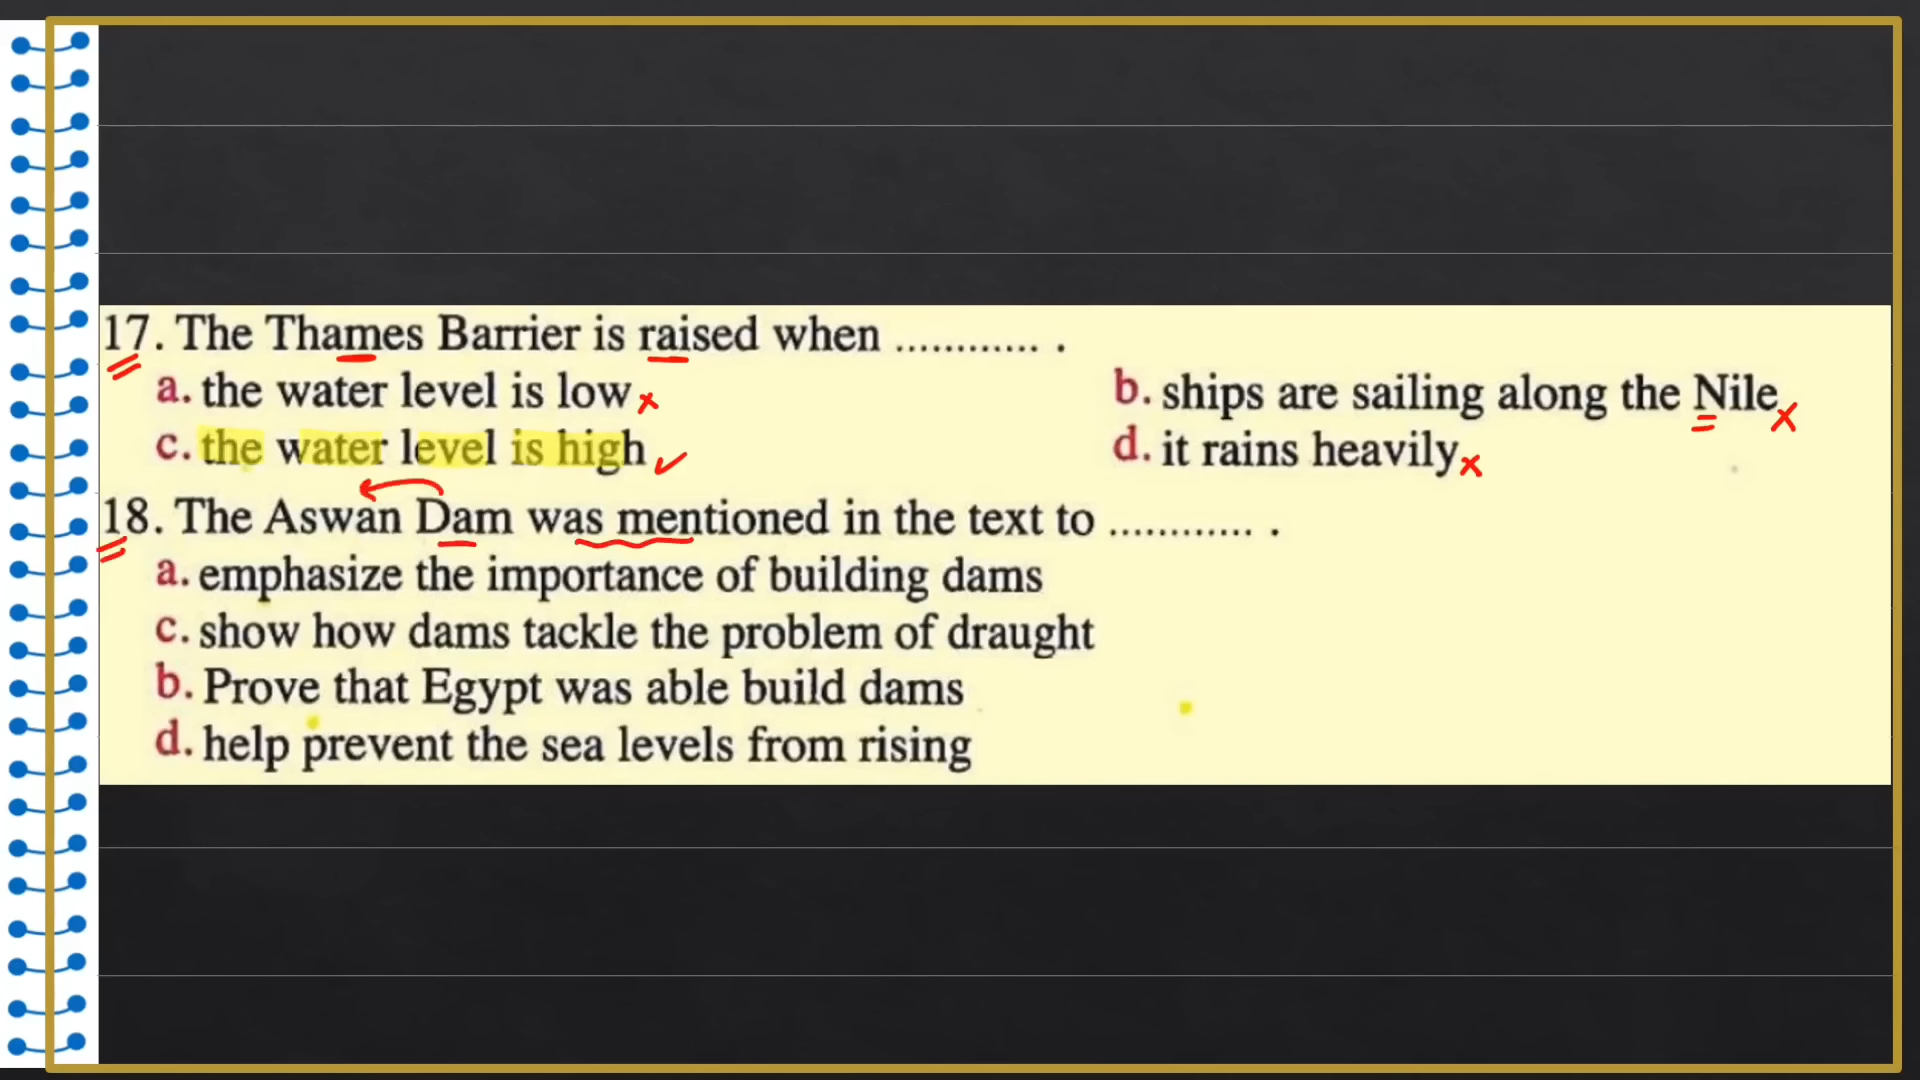 17. The Thames Barrier is raised when ............ .
a. the water level is low
b. ships are sailing along the Nile
c. the water level is high
d. it rains heavily
18. The Aswan Dam was mentioned in the text to ............ .
a. emphasize the importance of building dams
c. show how dams tackle the problem of draught
b. Prove that Egypt was able build dams
d. help prevent the sea levels from rising